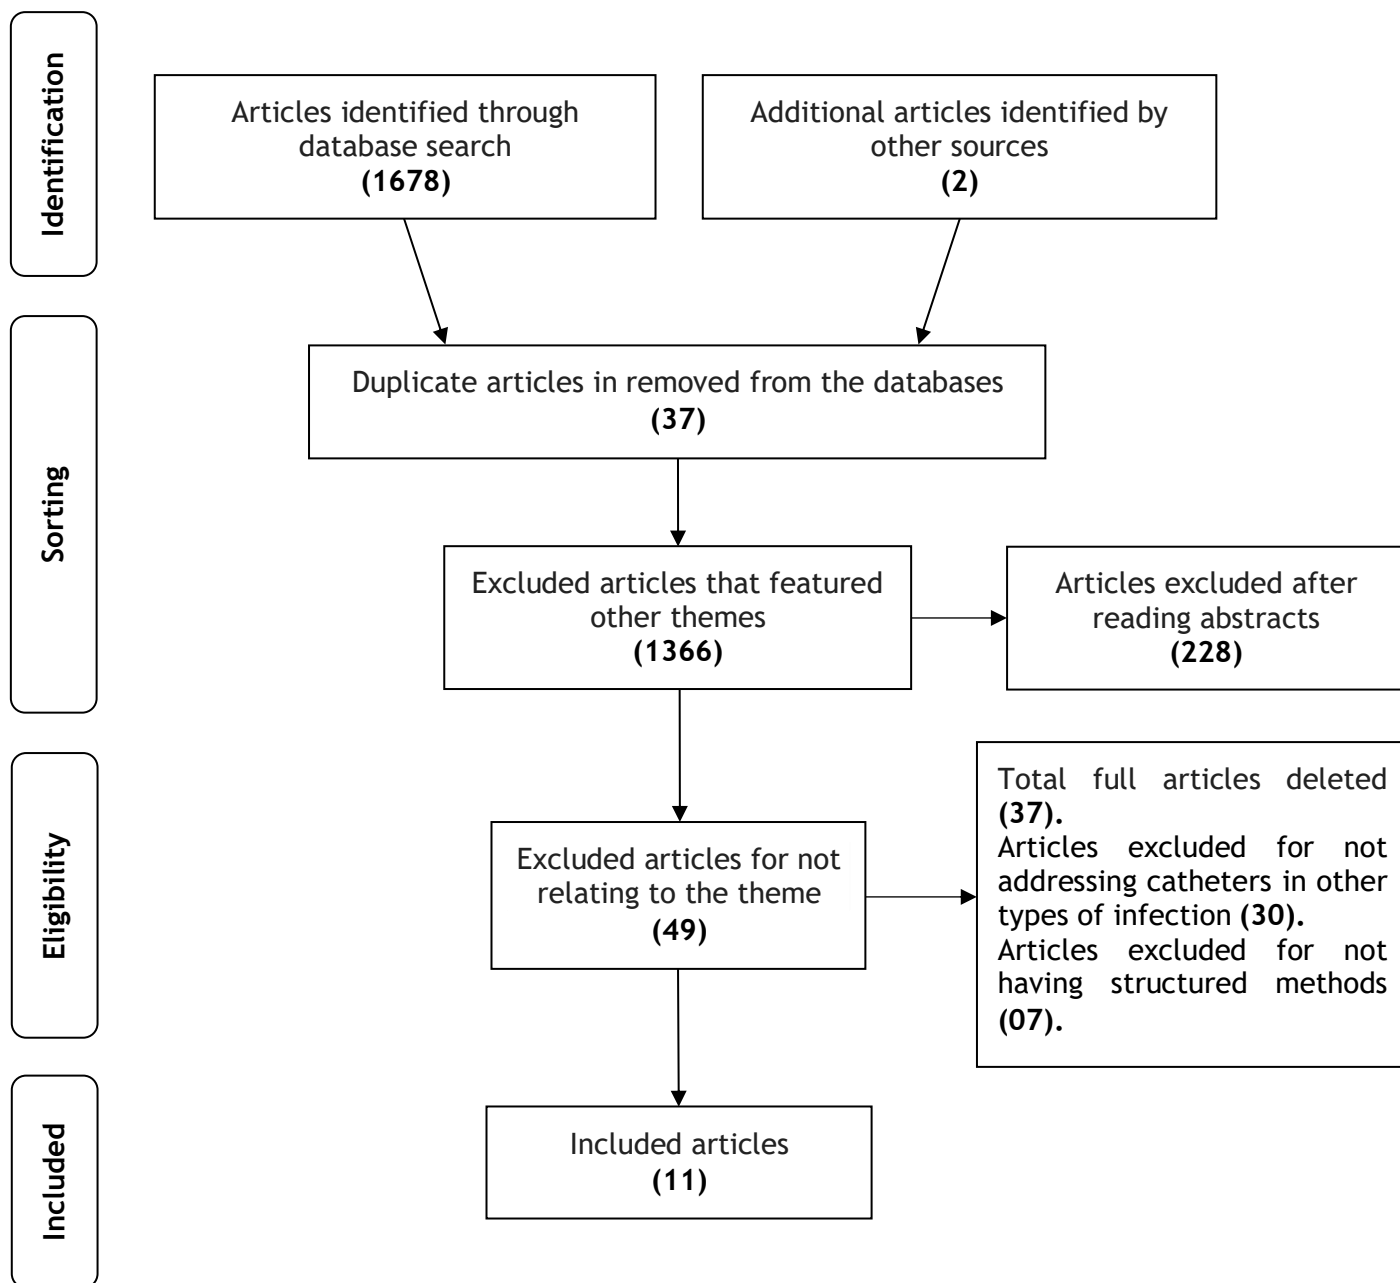 Identification
Articles identified through
database search
(1678)
Additional articles identified by
other sources
(2)
Sorting
Duplicate articles in removed from the databases
(37)
Excluded articles that featured
other themes
(1366)
Articles excluded after
reading abstracts
(228)
Eligibility
Excluded articles for not
relating to the theme
(49)
Total full articles deleted
(37).
Articles excluded for not
addressing catheters in other
types of infection (30).
Articles excluded for not
having structured methods
(07).
Included
Included articles
(11)